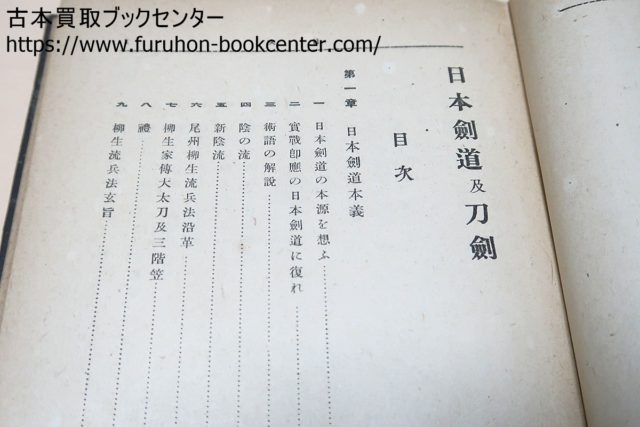 古本買取ブックセンター
https://www.furuhon-bookcenter.com/
日本劍道及刀劍
目次
第一章 日本劍道本義
一 日本劍道の本源を想ふ
二 實戰卽應の日本劍道に復れ
三 術語の解說
四 陰の流
五 新陰流
六 尾州柳生流兵法沿革
七 柳生家傳大太刀及三階笠
八 禮
九 柳生流兵法玄旨